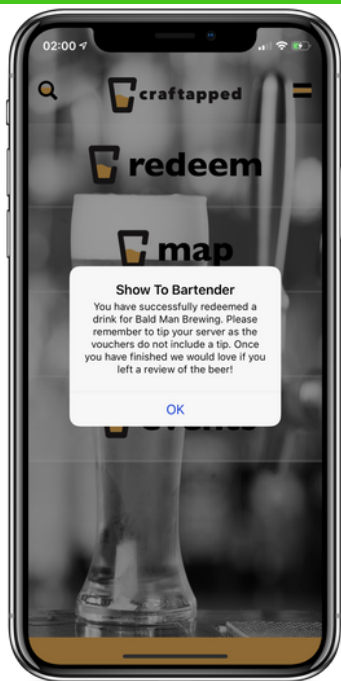 02:00
craftapped
redeem
map
Show To Bartender
You have successfully redeemed a
drink for Bald Man Brewing. Please
remember to tip your server as the
vouchers do not include a tip. Once
you have finished we would love if you
left a review of the beer!
OK
events